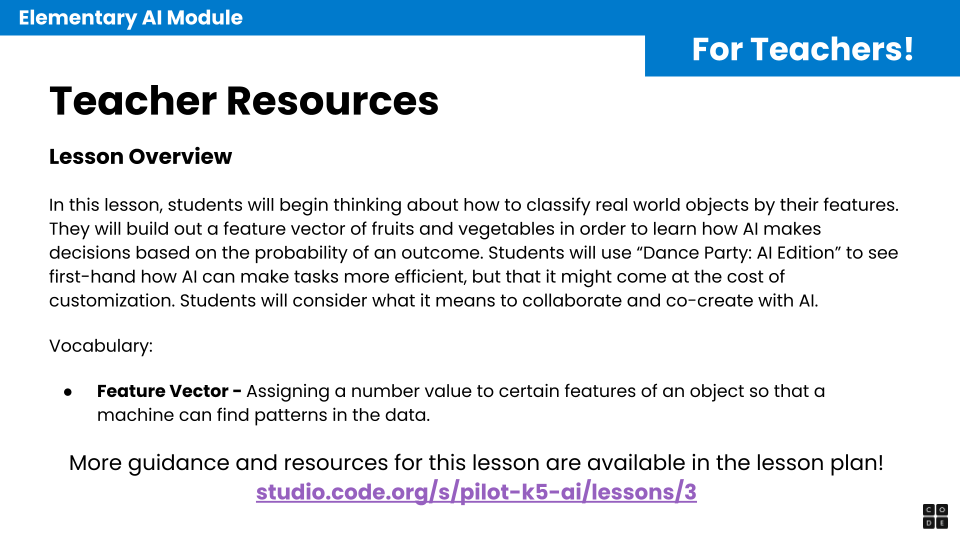 Elementary AI Module
For Teachers!
Teacher Resources
Lesson Overview
In this lesson, students will begin thinking about how to classify real world objects by their features.
They will build out a feature vector of fruits and vegetables in order to learn how AI makes
decisions based on the probability of an outcome. Students will use “Dance Party: AI Edition” to see
first-hand how AI can make tasks more efficient, but that it might come at the cost of
customization. Students will consider what it means to collaborate and co-create with AI.
Vocabulary:
● Feature Vector - Assigning a number value to certain features of an object so that a
machine can find patterns in the data.
More guidance and resources for this lesson are available in the lesson plan!
studio.code.org/s/pilot-k5-ai/lessons/3
C O
D E